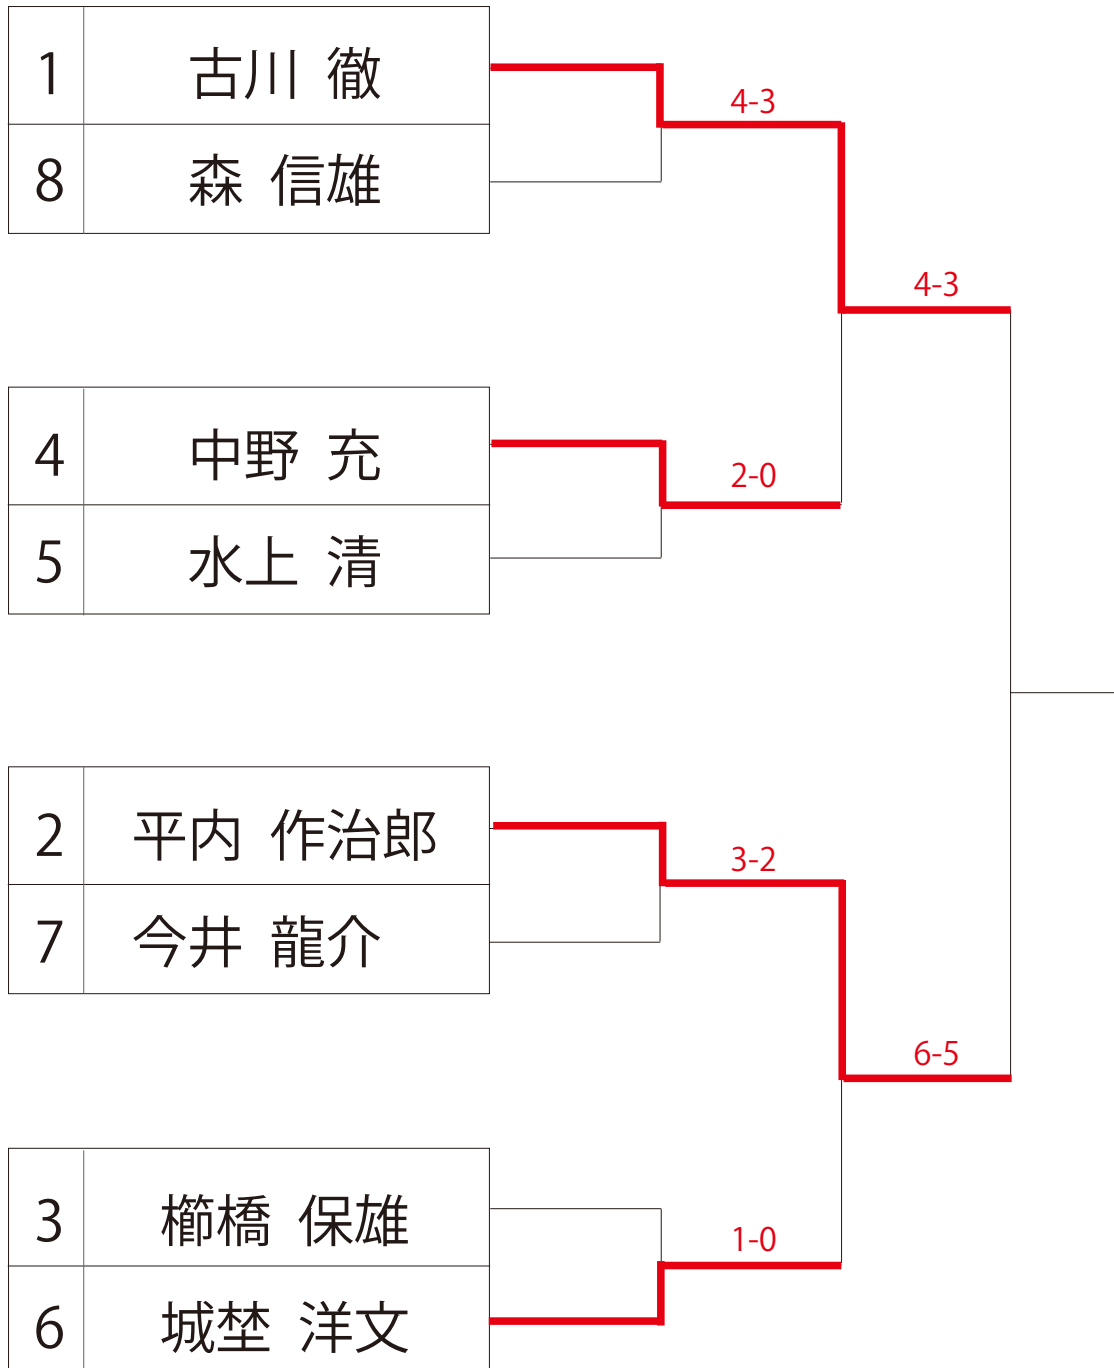 1 古川 徹
4-3
8 森 信雄
4-3
4 中野 充
2-0
5 水上 清
2 平内 作治郎
3-2
7 今井 龍介
6-5
3 櫛橋 保雄
1-0
6 城埜 洋文